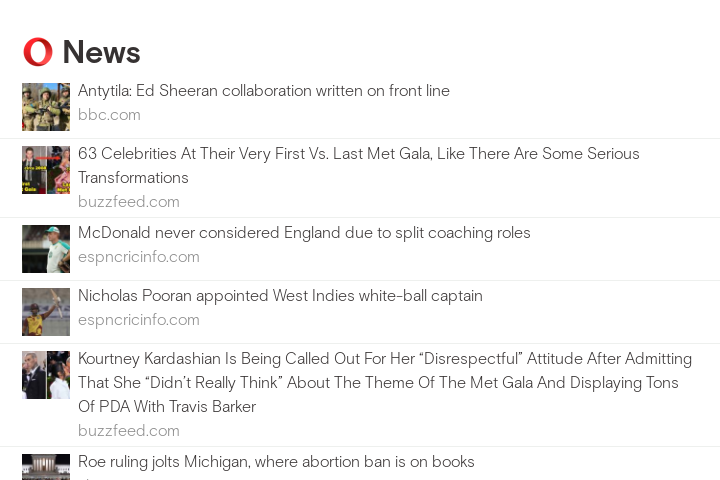 News
Antytila: Ed Sheeran collaboration written on front line
bbc.com
63 Celebrities At Their Very First Vs. Last Met Gala, Like There Are Some Serious
Transformations
buzzfeed.com
McDonald never considered England due to split coaching roles
espncricinfo.com
Nicholas Pooran appointed West Indies white-ball captain
espncricinfo.com
Kourtney Kardashian Is Being Called Out For Her “Disrespectful” Attitude After Admitting
That She “Didn’t Really Think” About The Theme Of The Met Gala And Displaying Tons
Of PDA With Travis Barker
buzzfeed.com
Roe ruling jolts Michigan, where abortion ban is on books